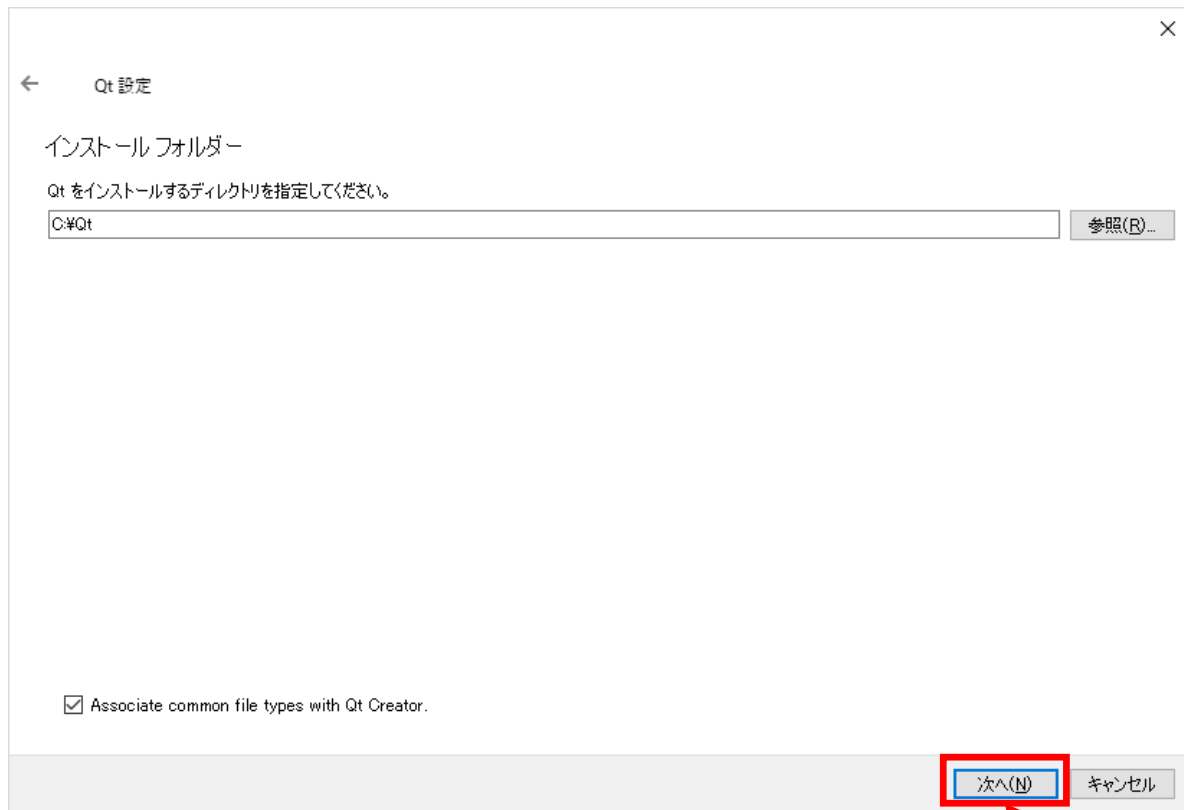 Qt 設定
インストール フォルダー
Qt をインストールするディレクトリを指定してください。
C:¥Qt
参照(R)...
Associate common file types with Qt Creator.
次へ(N)
キャンセル